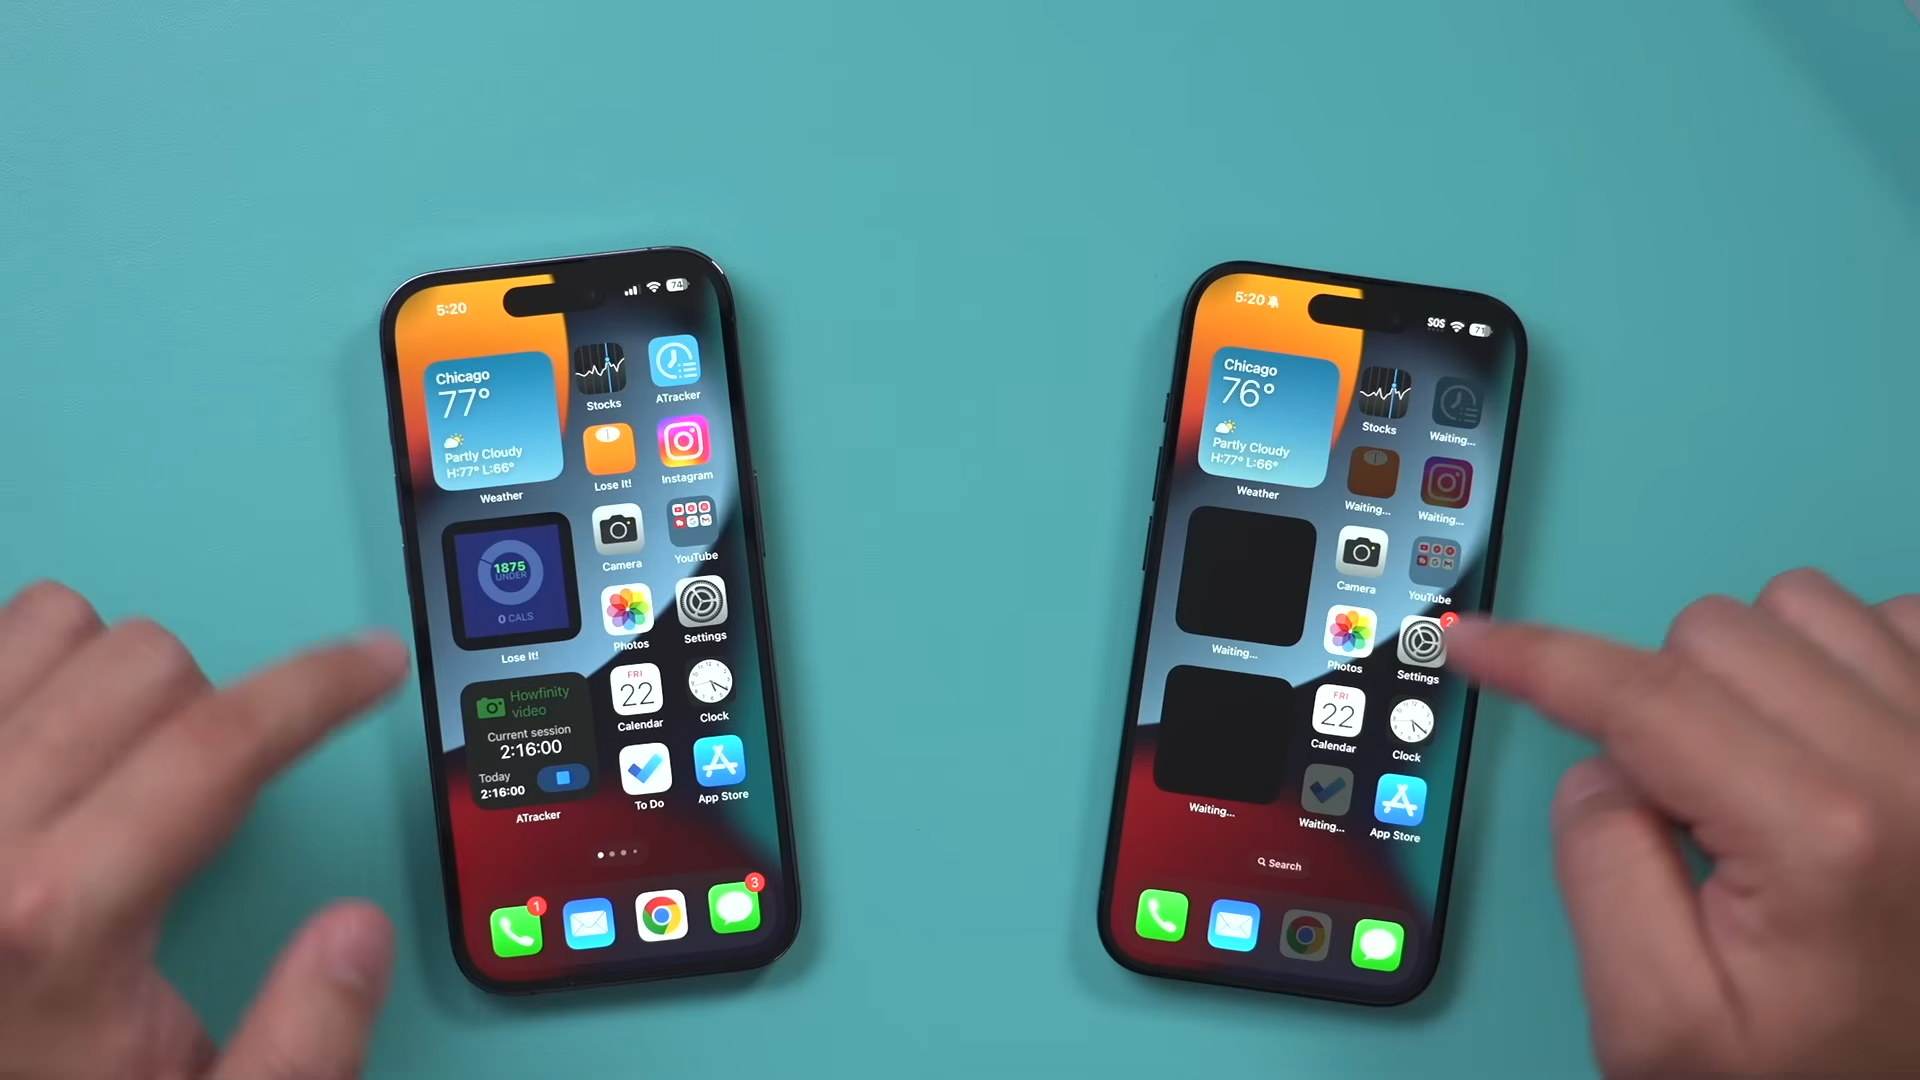 5:20
74
Chicago
77°
Partly Cloudy
H:77° L:66°
Weather
Stocks
ATracker
Lose It!
Instagram
1875
UNDER
0 CALS
Lose It!
Camera
YouTube
Photos
Settings
Howfinity
video
Current session
2:16:00
Today
2:16:00
ATracker
FRI
22
Calendar
Clock
To Do
App Store
1
3
5:20
SOS
71
Chicago
76°
Partly Cloudy
H:77° L:66°
Weather
Stocks
Waiting...
Waiting...
Waiting...
Waiting...
Camera
YouTube
Photos
2
Settings
Waiting...
FRI
22
Calendar
Clock
Waiting...
App Store
Search